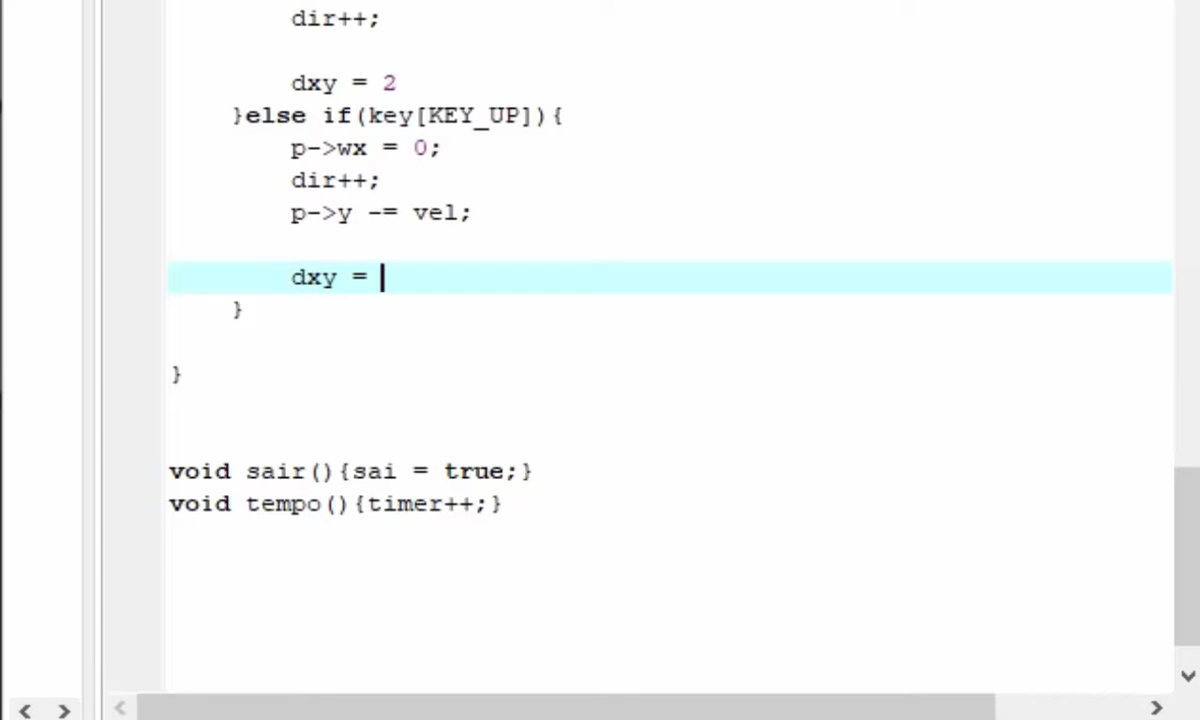 dir++;
dxy = 2
}else if(key[KEY_UP]){
p->wx = 0;
dir++;
p->y -= vel;
dxy =
}
}
void sair(){sai = true;}
void tempo(){timer++;}